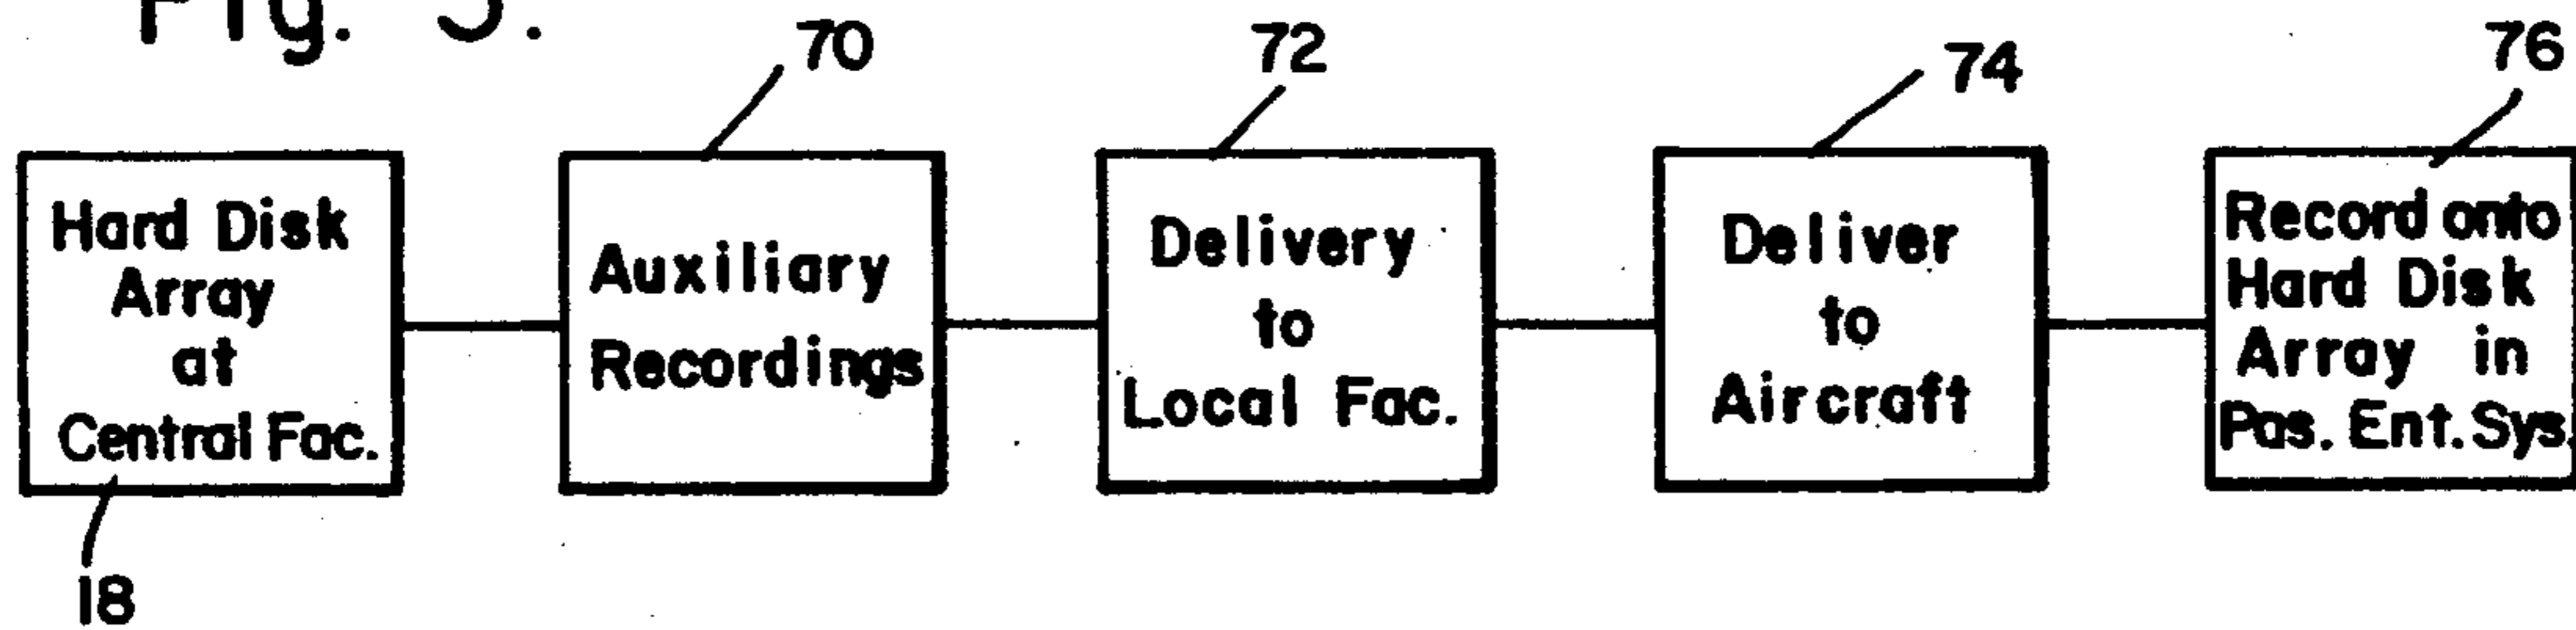 Fig. 5.
70
72
74
76
Hard Disk
Array
at
Central Fac.
Auxiliary
Recordings
Delivery
to
Local Fac.
Deliver
to
Aircraft
Record onto
Hard Disk
Array in
Pas. Ent. Sys.
18